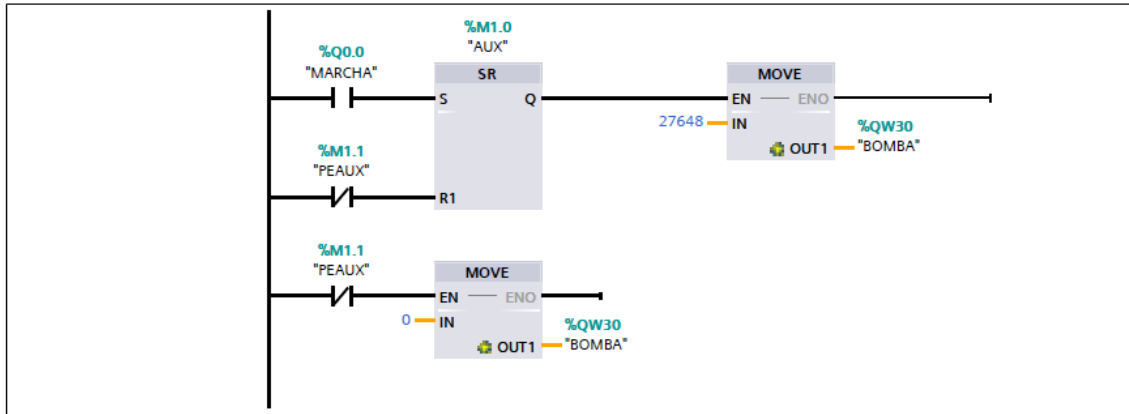 %M1.0
"AUX"
%Q0.0
"MARCHA"
SR
MOVE
S Q
EN ENO
27648 IN
%QW30
OUT1 "BOMBA"
%M1.1
"PEAUX"
R1
%M1.1
"PEAUX"
MOVE
EN ENO
0 IN
%QW30
OUT1 "BOMBA"